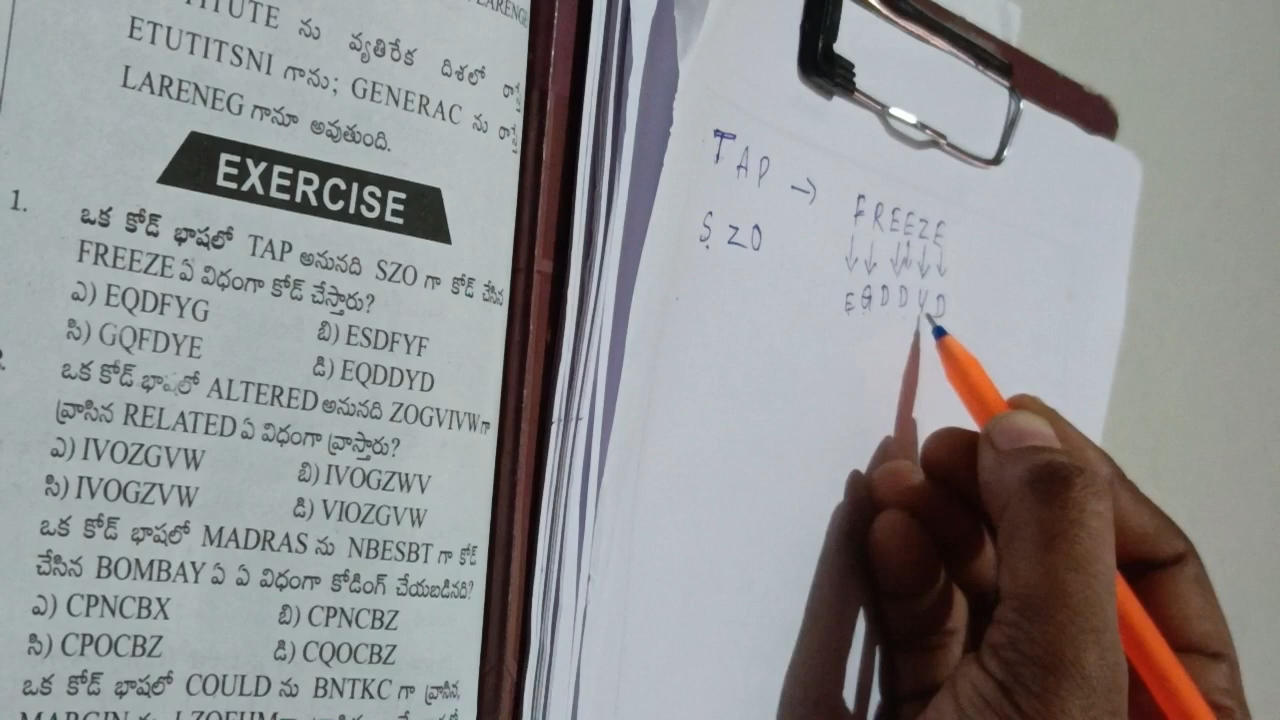 ను వ్యతిరేక దిశలో
ETUTITSNI గాను; GENERAC ను
LARENEG గానూ అవుతుంది.
EXERCISE
1. ఒక కోడ్ భాషలో TAP అనునది SZO గా కోడ్ చేసిన
FREEZE ఏ విధంగా కోడ్ చేస్తారు?
ఎ) EQDFYG
బి) ESDFYF
సి) GQFDYE
డి) EQDDYD
ఒక కోడ్ భాషలో ALTERED అనునది ZOGVIVW గా
వ్రాసిన RELATED ఏ విధంగా వ్రాస్తారు?
ఎ) IVOZGVW
బి) IVOGZWV
సి) IVOGZVW
డి) VIOZGVW
ఒక కోడ్ భాషలో MADRAS ను NBESBT గా కోడ్
చేసిన BOMBAY ఏ ఏ విధంగా కోడింగ్ చేయబడినది?
ఎ) CPNCBX
బి) CPNCBZ
సి) CPOCBZ
డి) CQOCBZ
ఒక కోడ్ భాషలో COULD ను BNTKC గా వ్రాసిన,
TAP → FREEZE
SZO
EQDDYD